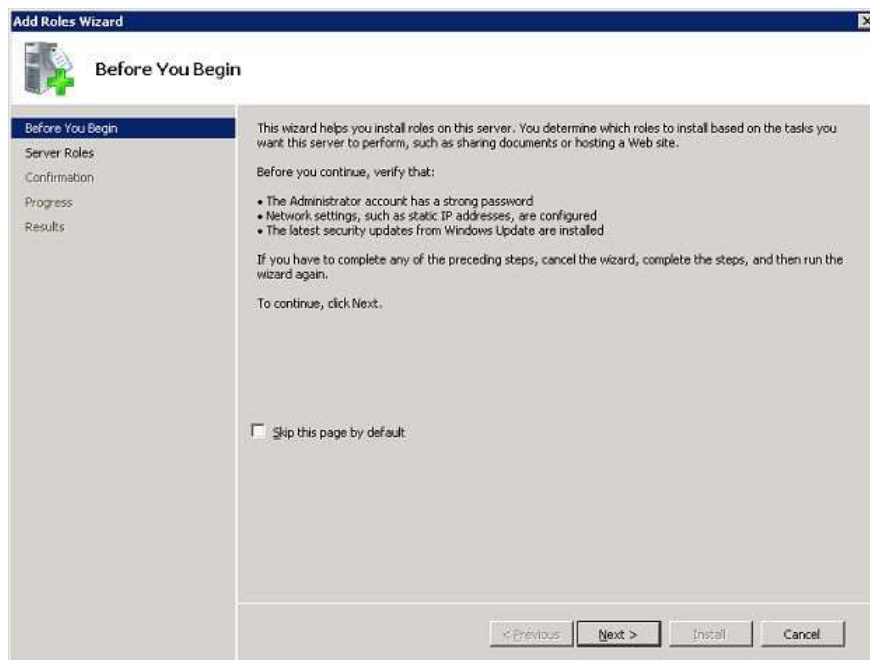 Add Roles Wizard
Before You Begin
Before You Begin
Server Roles
Confirmation
Progress
Results
This wizard helps you install roles on this server. You determine which roles to install based on the tasks you
want this server to perform, such as sharing documents or hosting a Web site.
Before you continue, verify that:
• The Administrator account has a strong password
• Network settings, such as static IP addresses, are configured
• The latest security updates from Windows Update are installed
If you have to complete any of the preceding steps, cancel the wizard, complete the steps, and then run the
wizard again.
To continue, click Next.
Skip this page by default
< Previous Next > Install Cancel